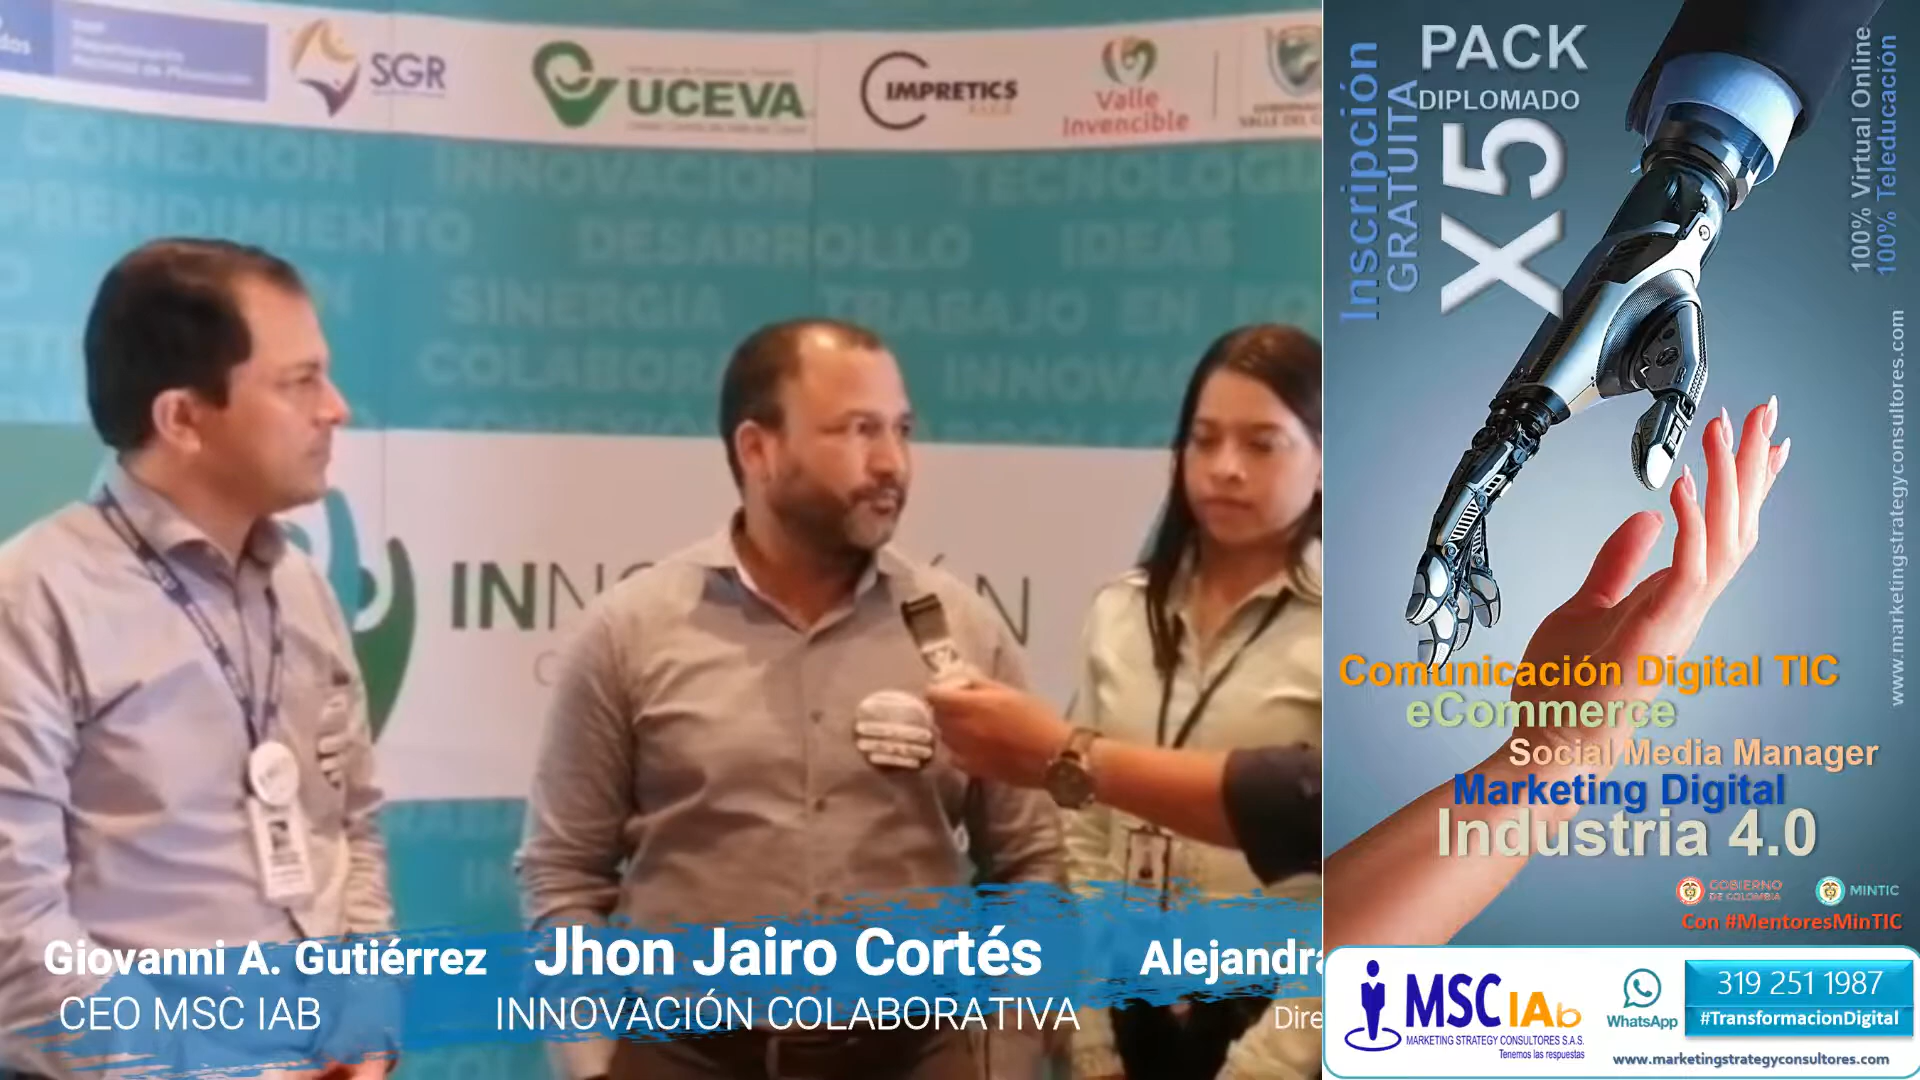 SGR
UCEVA
IMPRETICS
Valle
Invencible
CONEXIÓN INNOVACIÓN
DESARROLLO IDEAS
SINERGIA TRABAJO EN
Giovanni A. Gutiérrez
CEO MSC IAB
Jhon Jairo Cortés
INNOVACIÓN COLABORATIVA
Inscripción
GRATUITA
PACK
DIPLOMADO
X5
100% Virtual Online
100% Teleducación
www.marketingstrategyconsultores.com
Comunicación Digital TIC
eCommerce
Social Media Manager
Marketing Digital
Industria 4.0
GOBIERNO
DE COLOMBIA
MINTIC
Con #MentoresMinTIC
MSC IAb
MARKETING STRATEGY CONSULTORES S.A.S.
Tenemos las respuestas
WhatsApp
319 251 1987
#TransformacionDigital
www.marketingstrategyconsultores.com